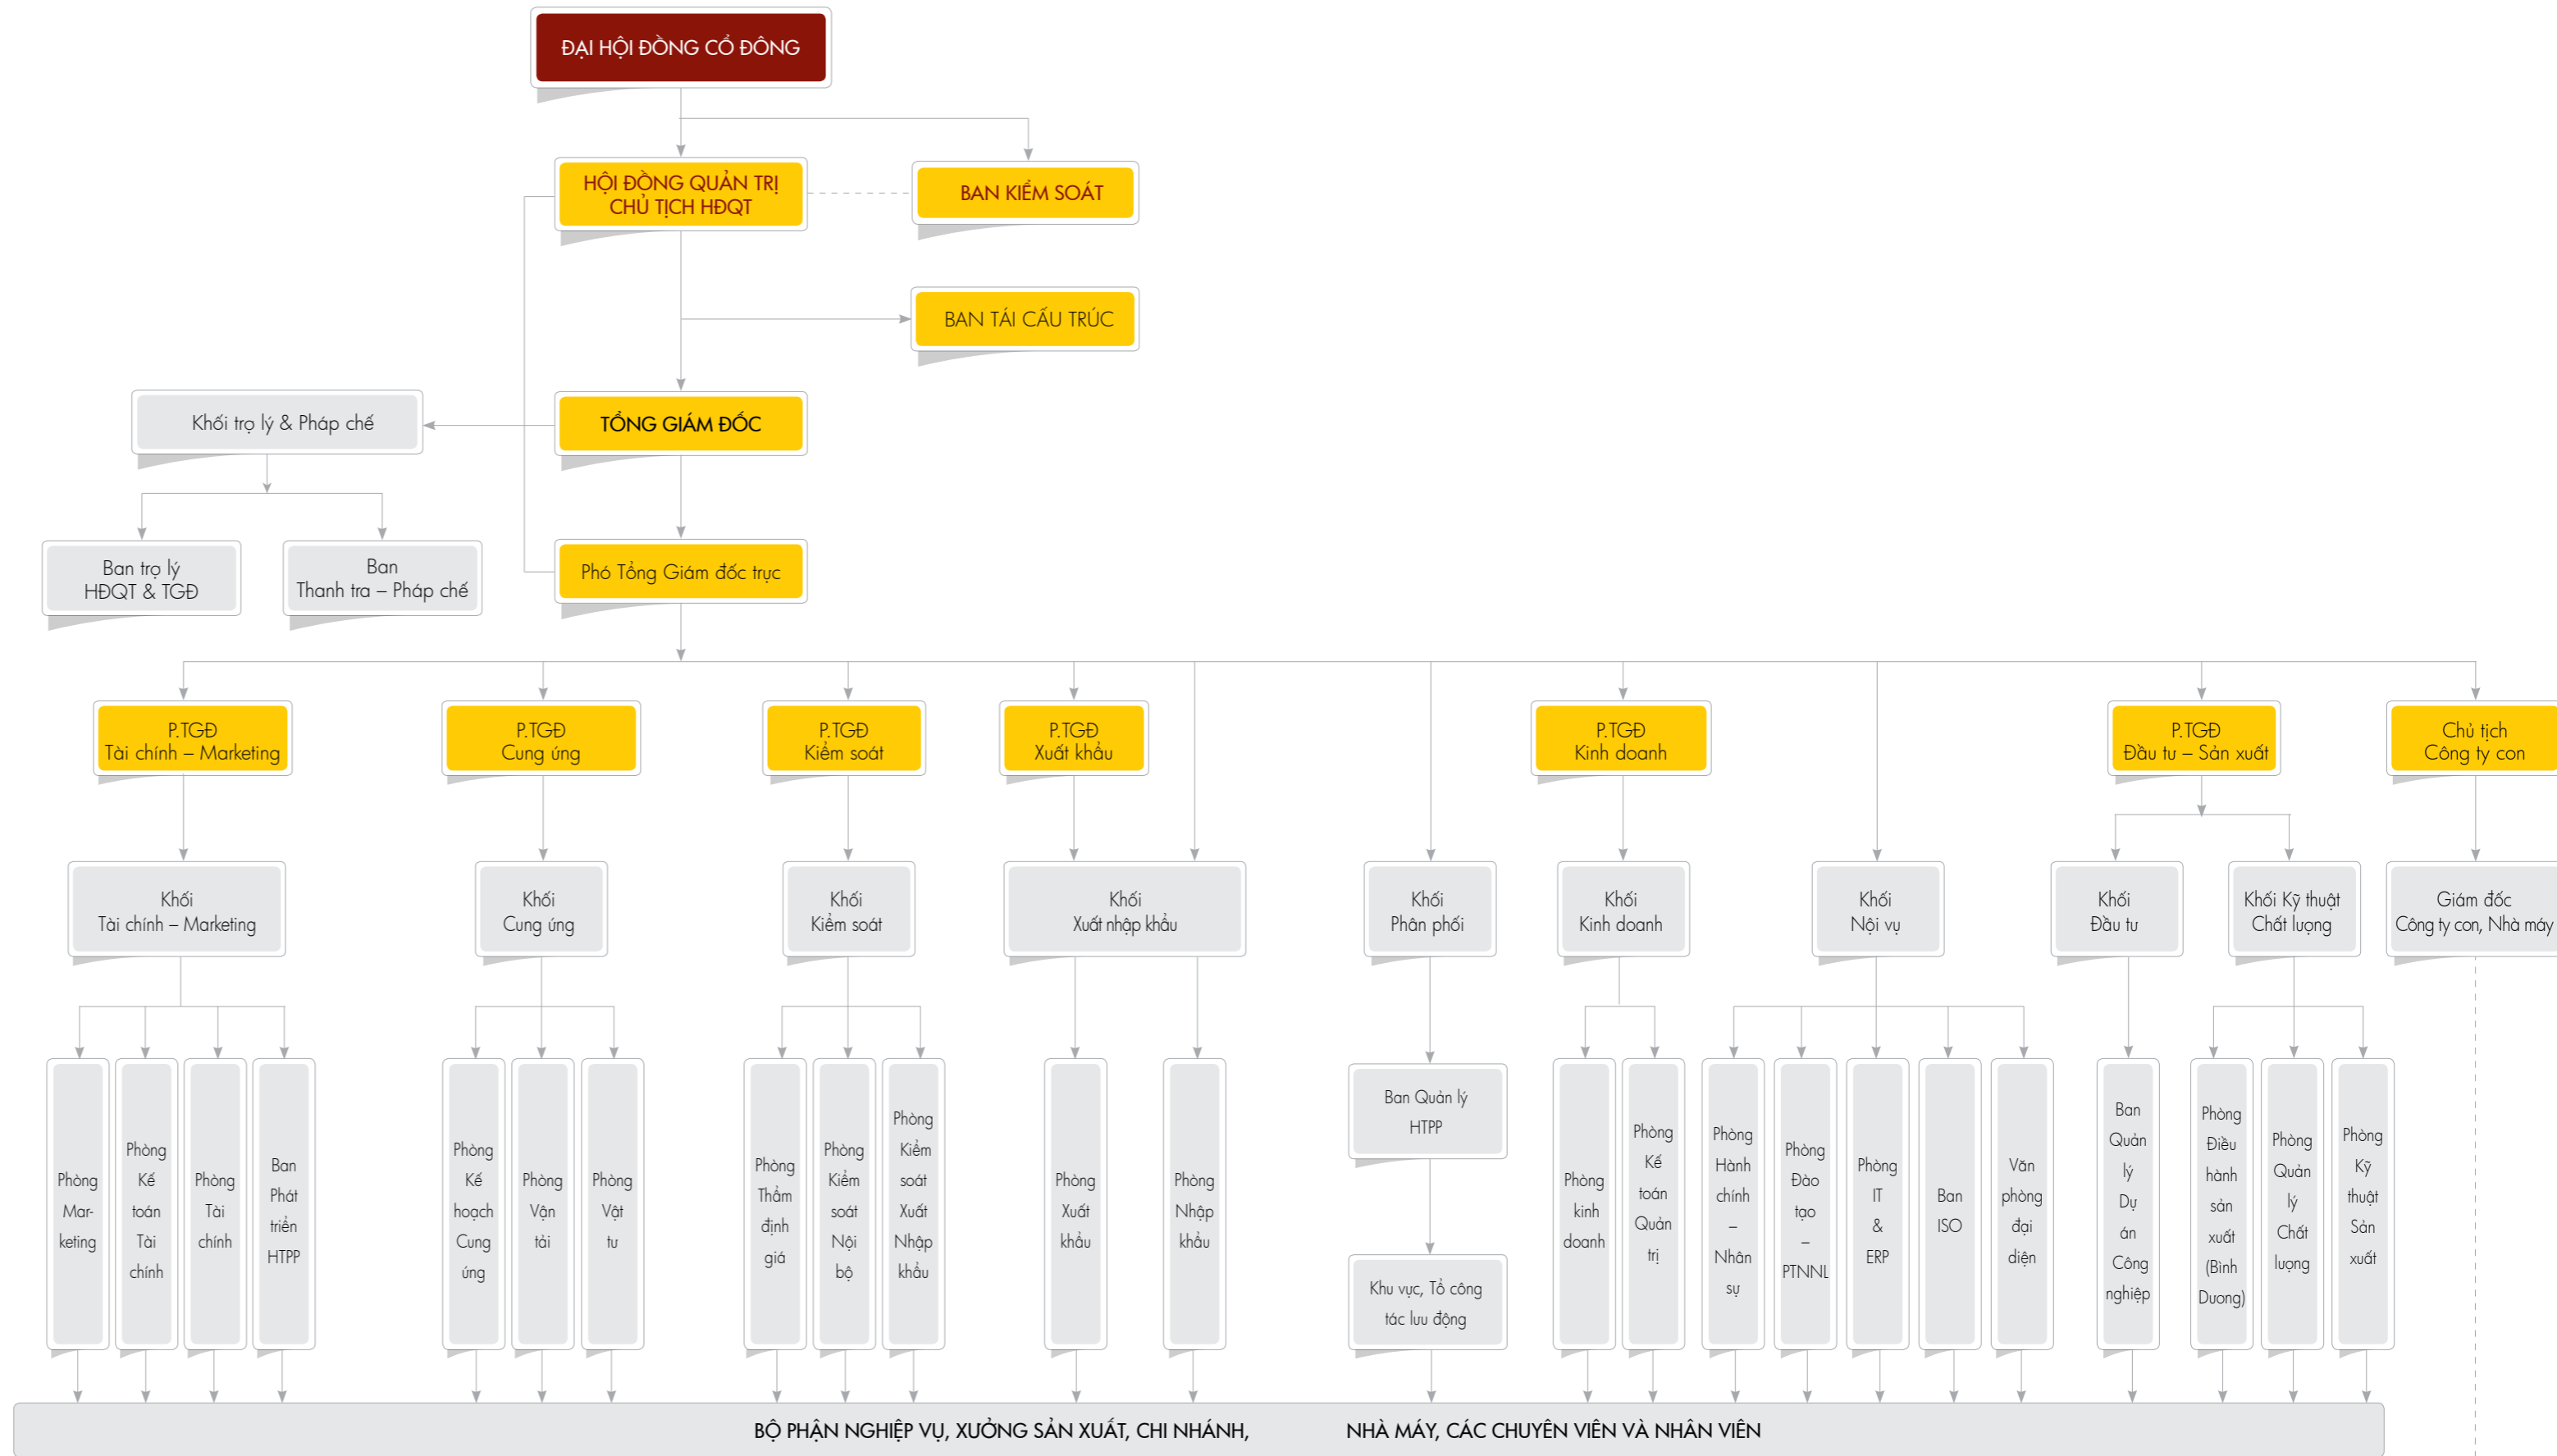 ĐẠI HỘI ĐỒNG CỔ ĐÔNG
HỘI ĐỒNG QUẢN TRỊ
CHỦ TỊCH HĐQT
BAN KIỂM SOÁT
BAN TÁI CẤU TRÚC
Khối trợ lý & Pháp chế
TỔNG GIÁM ĐỐC
Ban trợ lý
HĐQT & TGĐ
Ban
Thanh tra – Pháp chế
Phó Tổng Giám đốc trực
P.TGĐ
Tài chính – Marketing
P.TGĐ
Cung ứng
P.TGĐ
Kiểm soát
P.TGĐ
Xuất khẩu
P.TGĐ
Kinh doanh
P.TGĐ
Đầu tư – Sản xuất
Chủ tịch
Công ty con
Khối
Tài chính – Marketing
Khối
Cung ứng
Khối
Kiểm soát
Khối
Xuất nhập khẩu
Khối
Phân phối
Khối
Kinh doanh
Khối
Nội vụ
Khối
Đầu tư
Khối Kỹ thuật
Chất lượng
Giám đốc
Công ty con, Nhà máy
Phòng
Mar-
keting
Phòng
Kế
toán
Tài
chính
Phòng
Tài
chính
Ban
Phát
triển
HTPP
Phòng
Kế
hoạch
Cung
ứng
Phòng
Vận
tải
Phòng
Vật
tư
Phòng
Thẩm
định
giá
Phòng
Kiểm
soát
Nội
bộ
Phòng
Kiểm
soát
Xuất
Nhập
khẩu
Phòng
Xuất
khẩu
Phòng
Nhập
khẩu
Ban Quản lý
HTPP
Khu vực, Tổ công
tác lưu động
Phòng
kinh
doanh
Phòng
Kế
toán
Quản
trị
Phòng
Hành
chính
–
Nhân
sự
Phòng
Đào
tạo
–
PTNNL
Phòng
IT
&
ERP
Ban
ISO
Văn
phòng
đại
diện
Ban
Quản
lý
Dự
án
Công
nghiệp
Phòng
Điều
hành
sản
xuất
(Bình
Dương)
Phòng
Quản
lý
Chất
lượng
Phòng
Kỹ
thuật
Sản
xuất
BỘ PHẬN NGHIỆP VỤ, XƯỞNG SẢN XUẤT, CHI NHÁNH, NHÀ MÁY, CÁC CHUYÊN VIÊN VÀ NHÂN VIÊN